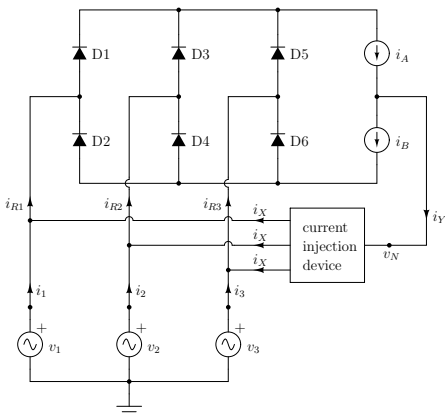 D1 D3 D5 i_A
D2 D4 D6 i_B
i_R1 i_R2 i_R3 i_X i_Y
i_X
i_X
current
injection
device
v_N
i_1 i_2 i_3
+ + +
v_1 v_2 v_3